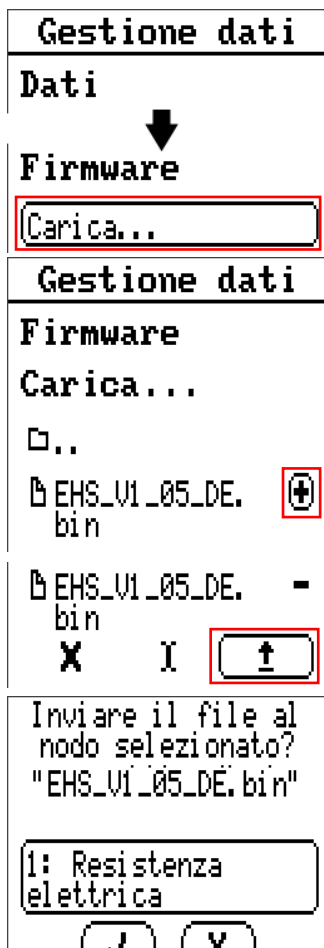 Gestione dati
Dati
Firmware
Carica...
Gestione dati
Firmware
Carica...
..
EHS_V1_05_DE.
bin
EHS_V1_05_DE.
bin
Inviare il file al
nodo selezionato?
"EHS_V1_05_DE.bin"
1: Resistenza
elettrica